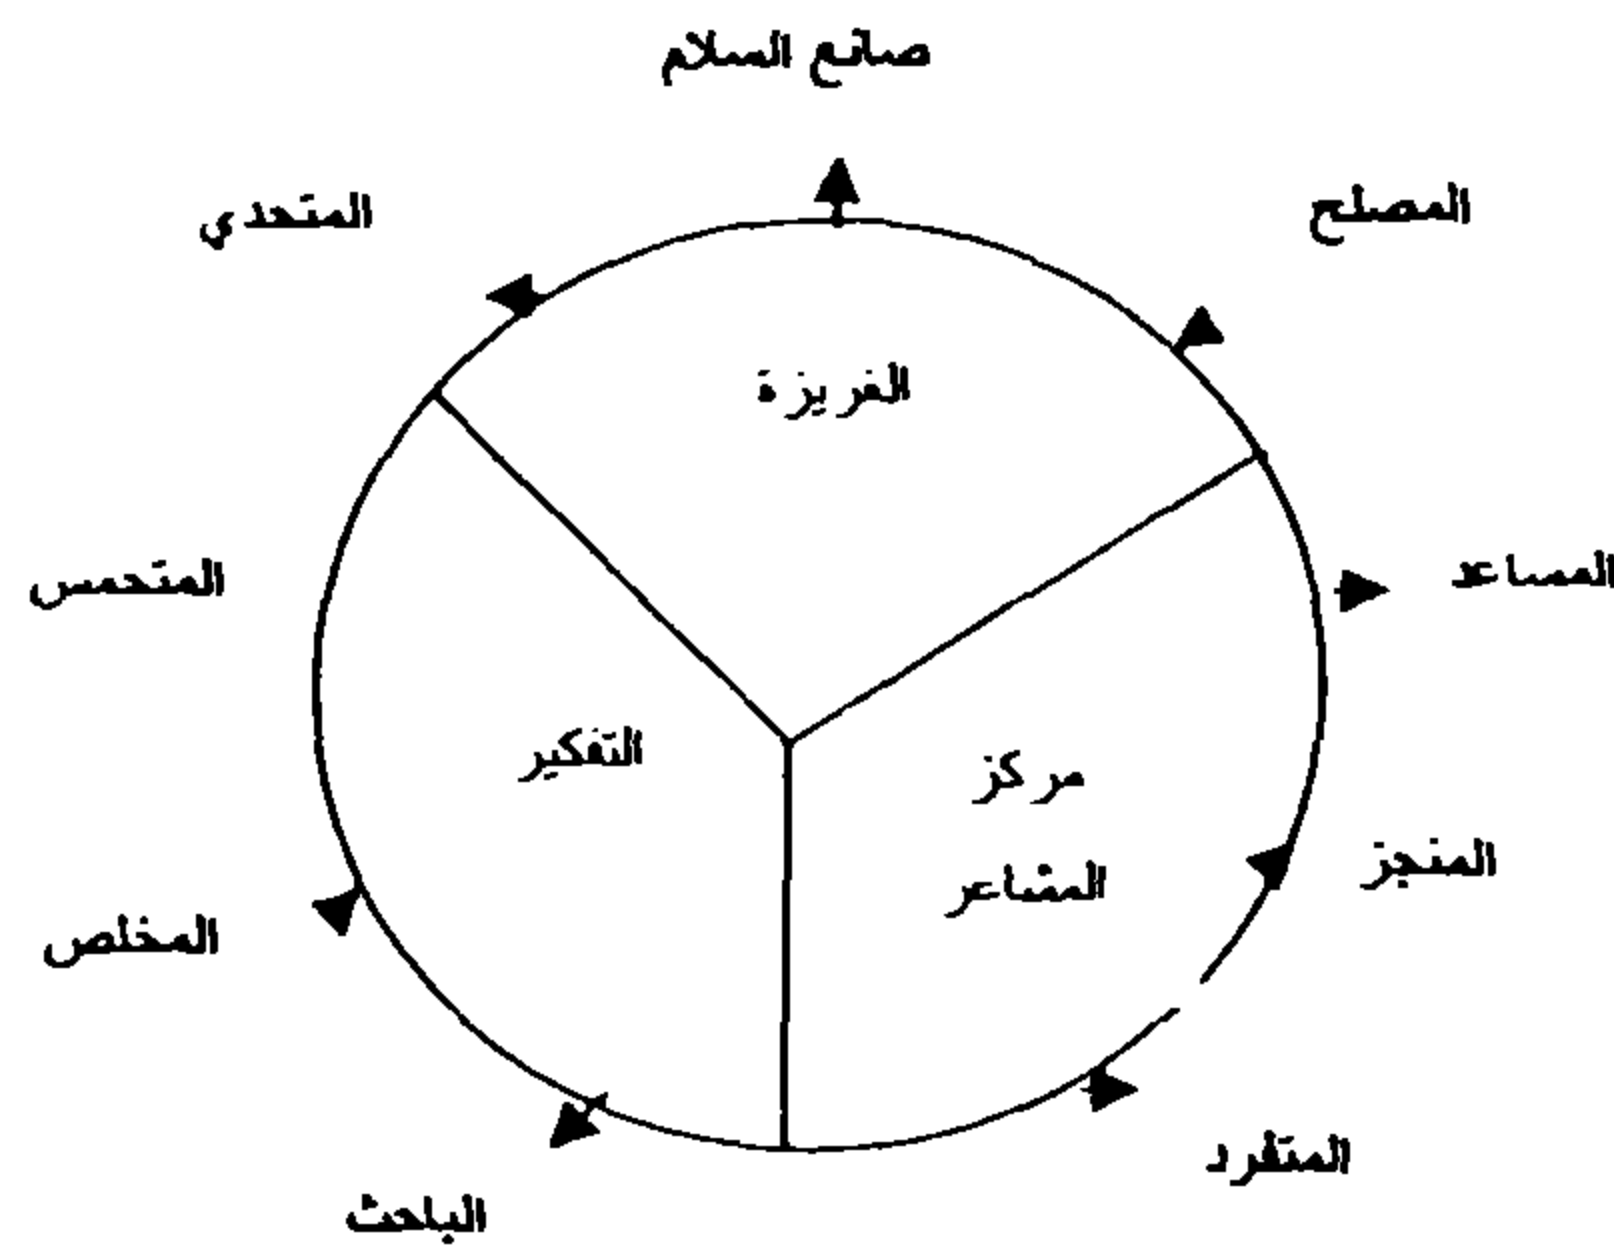 صانع السلام
المصلح
المتحدي
الغريزة
المساعد
المتحمس
التفكير
مركز
المشاعر
المنجز
المخلص
المتفرد
الباحث